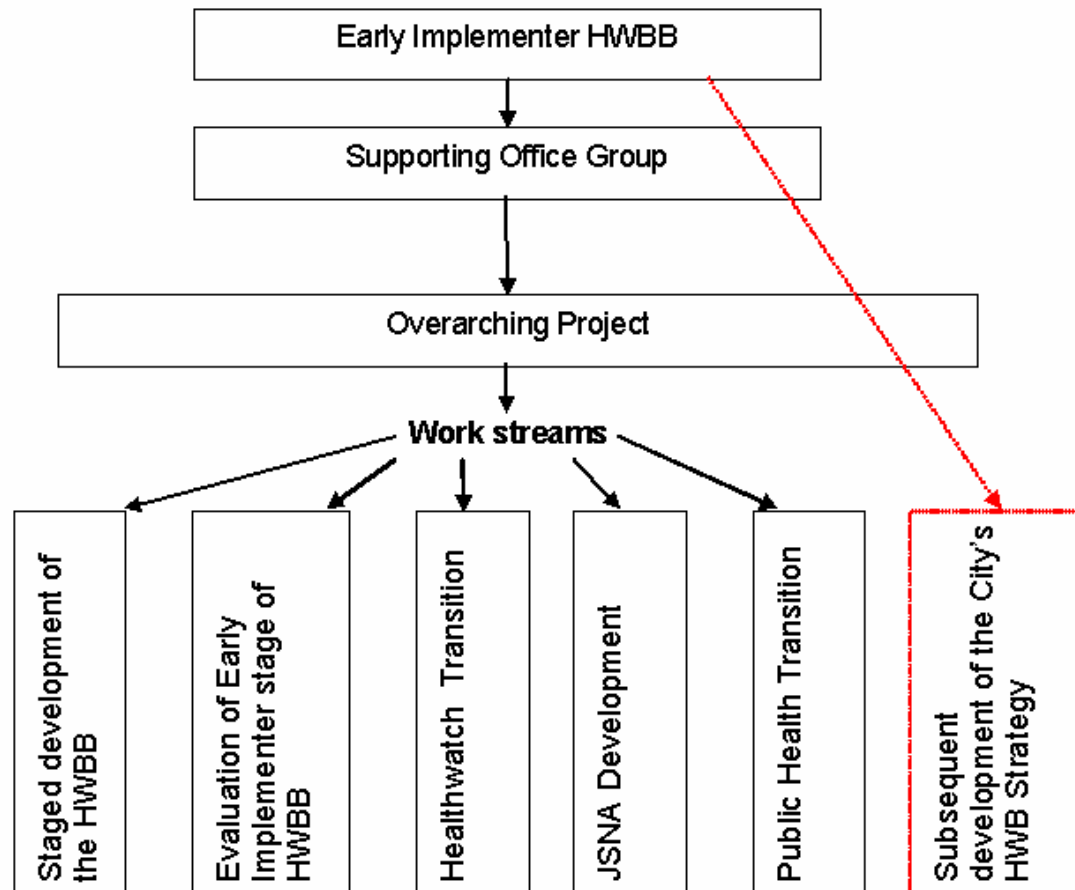 Early Implementer HWBB
Supporting Office Group
Overarching Project
Work streams
Staged development of
the HWBB
Evaluation of Early
Implementer stage of
HWBB
Healthwatch Transition
JSNA Development
Public Health Transition
Subsequent
development of the City's
HWB Strategy